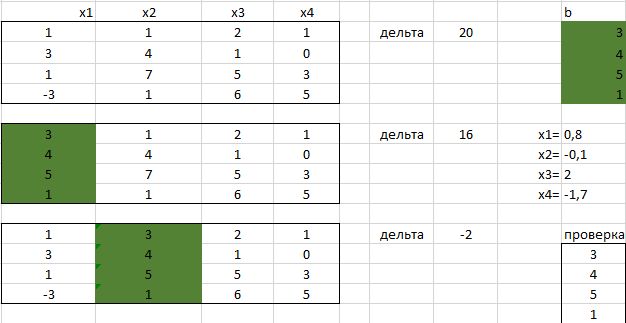 x1 x2 x3 x4 b
1 1 2 1 дельта 20 3
3 4 1 0 4
1 7 5 3 5
-3 1 6 5 1
3 1 2 1 дельта 16 x1= 0,8
4 4 1 0 x2= -0,1
5 7 5 3 x3= 2
1 1 6 5 x4= -1,7
1 3 2 1 дельта -2 проверка
3 4 1 0 3
1 5 5 3 4
-3 1 6 5 5
1